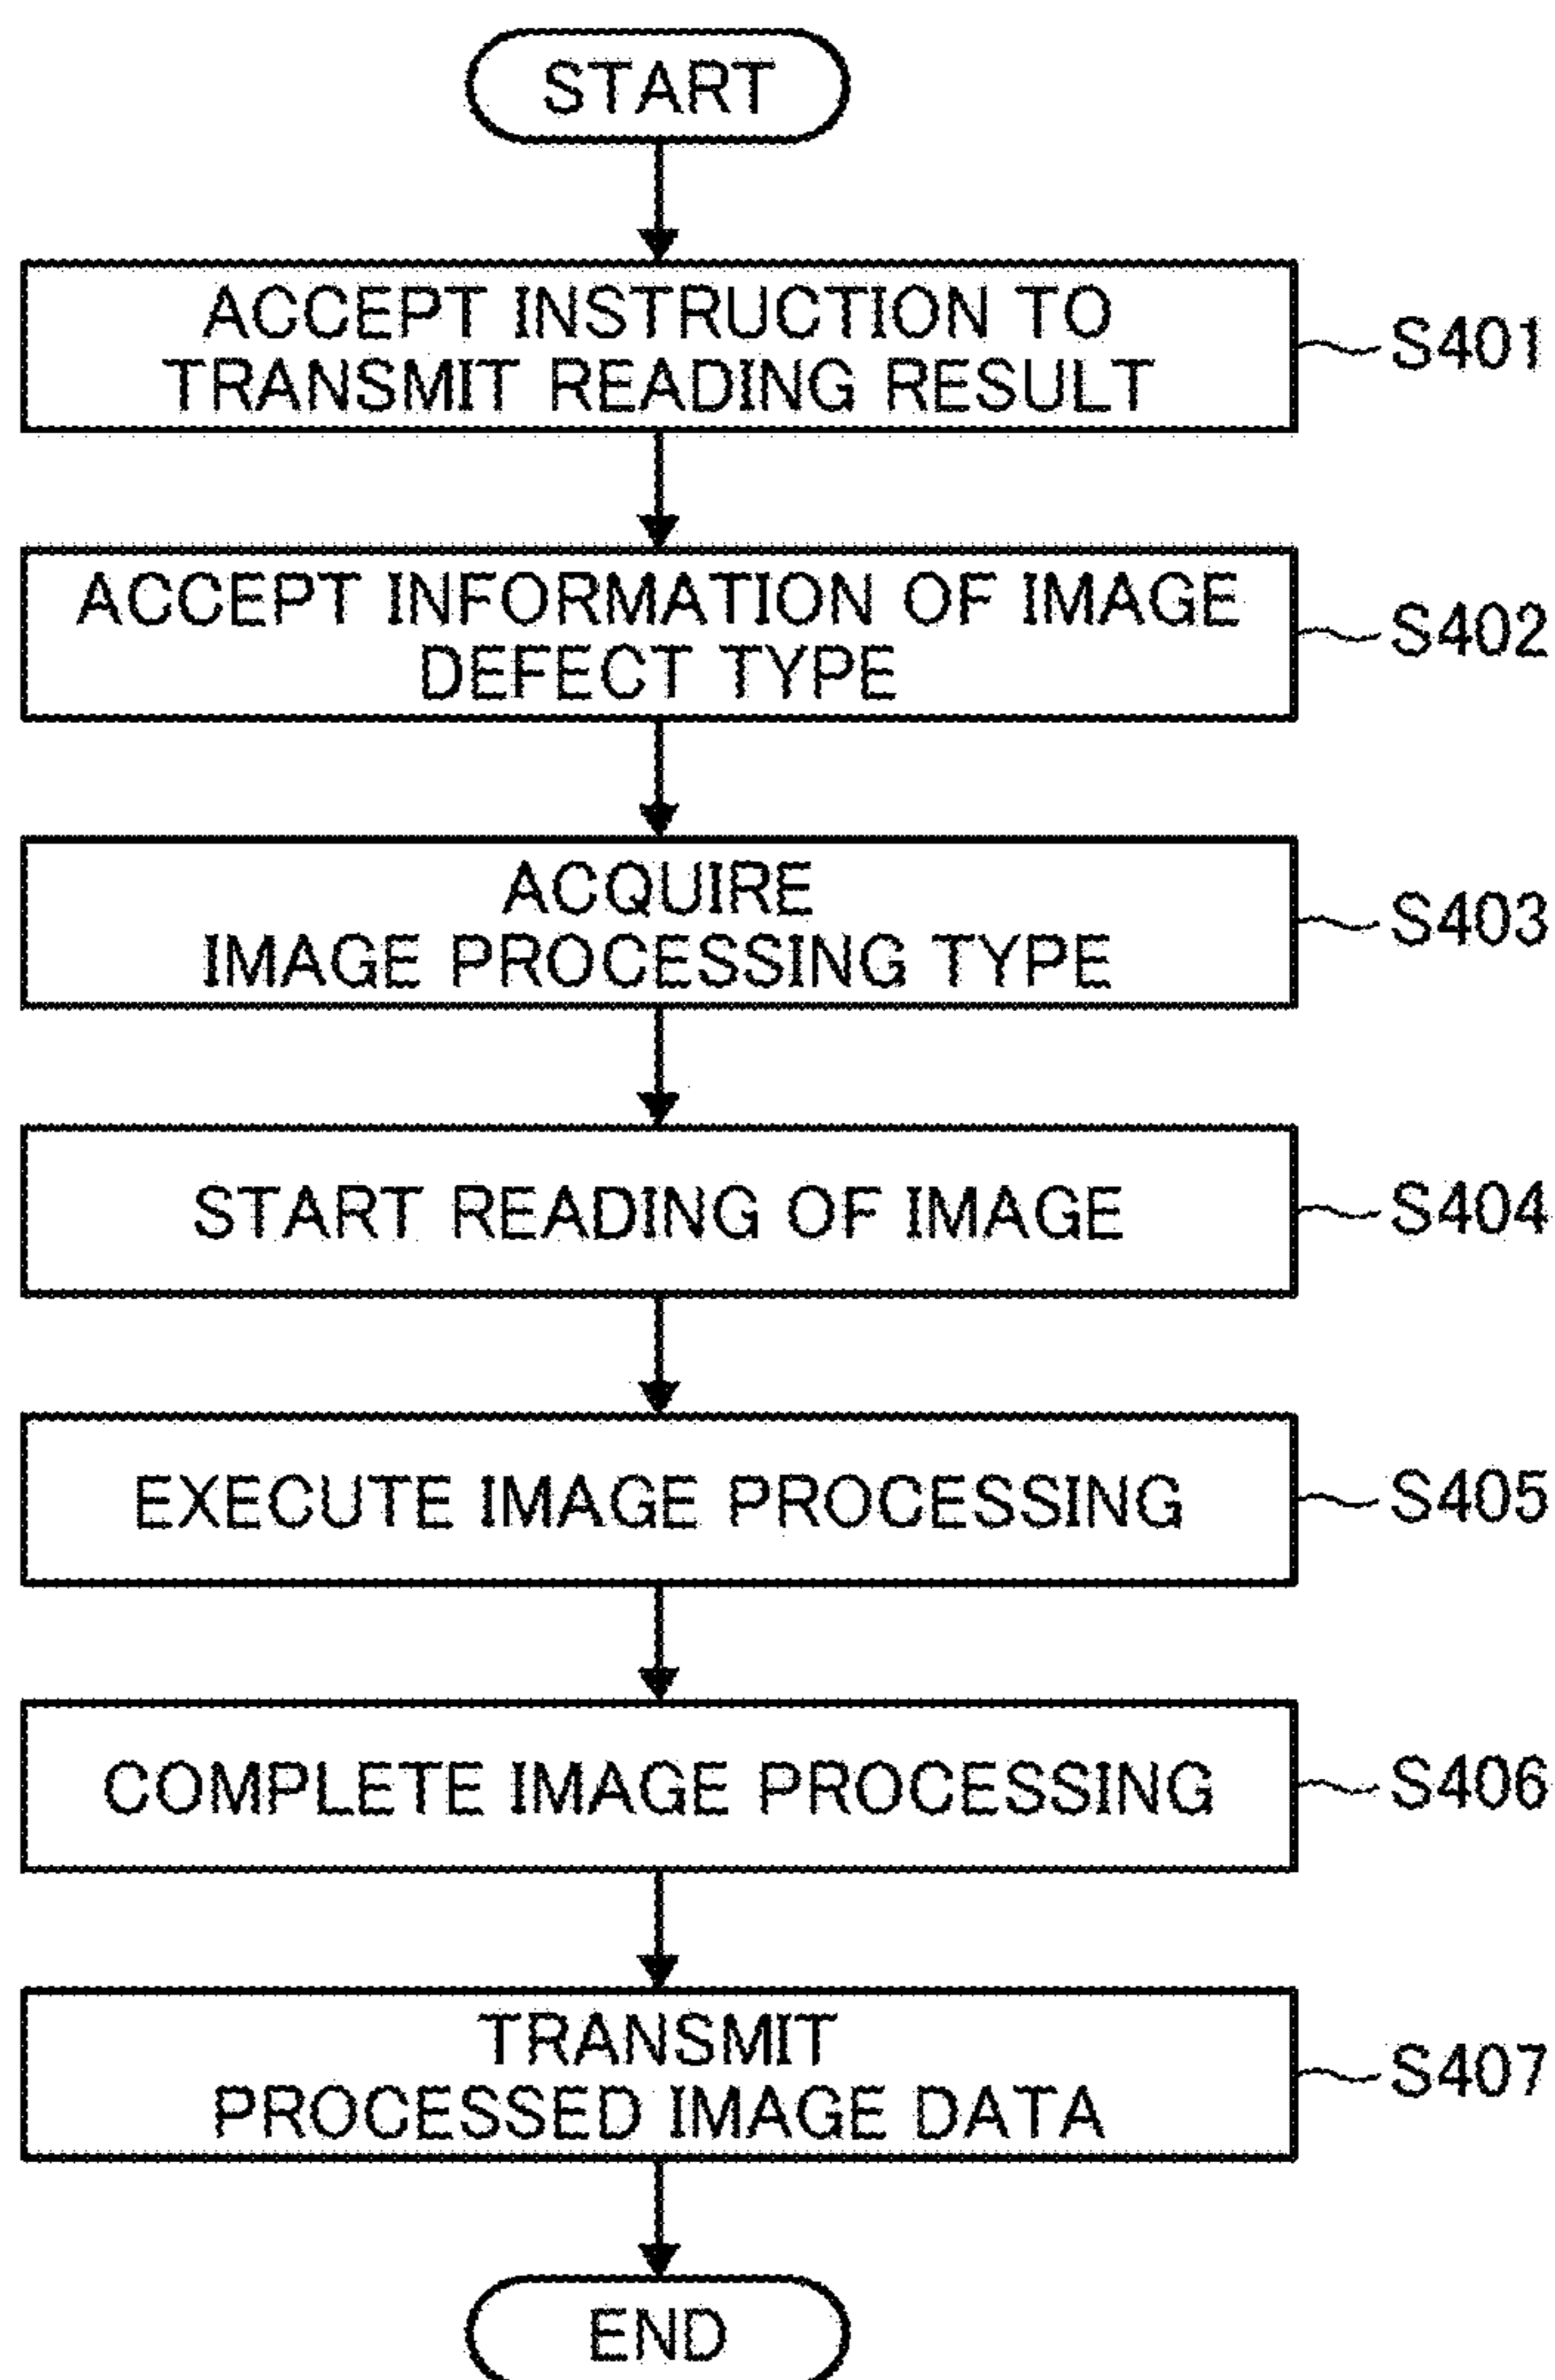 START
ACCEPT INSTRUCTION TO
TRANSMIT READING RESULT
S401
ACCEPT INFORMATION OF IMAGE
DEFECT TYPE
S402
ACQUIRE
IMAGE PROCESSING TYPE
S403
START READING OF IMAGE
S404
EXECUTE IMAGE PROCESSING
S405
COMPLETE IMAGE PROCESSING
S406
TRANSMIT
PROCESSED IMAGE DATA
S407
END